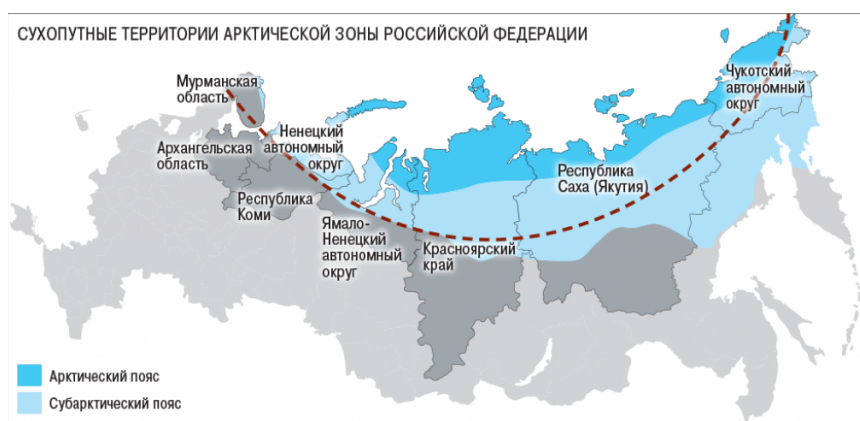 СУХОПУТНЫЕ ТЕРРИТОРИИ АРКТИЧЕСКОЙ ЗОНЫ РОССИЙСКОЙ ФЕДЕРАЦИИ
Мурманская
область
Чукотский
автономный
округ
Ненецкий
автономный
округ
Архангельская
область
Республика
Саха (Якутия)
Республика
Коми
Ямало-
Ненецкий
автономный
округ
Красноярский
край
Арктический пояс
Субарктический пояс